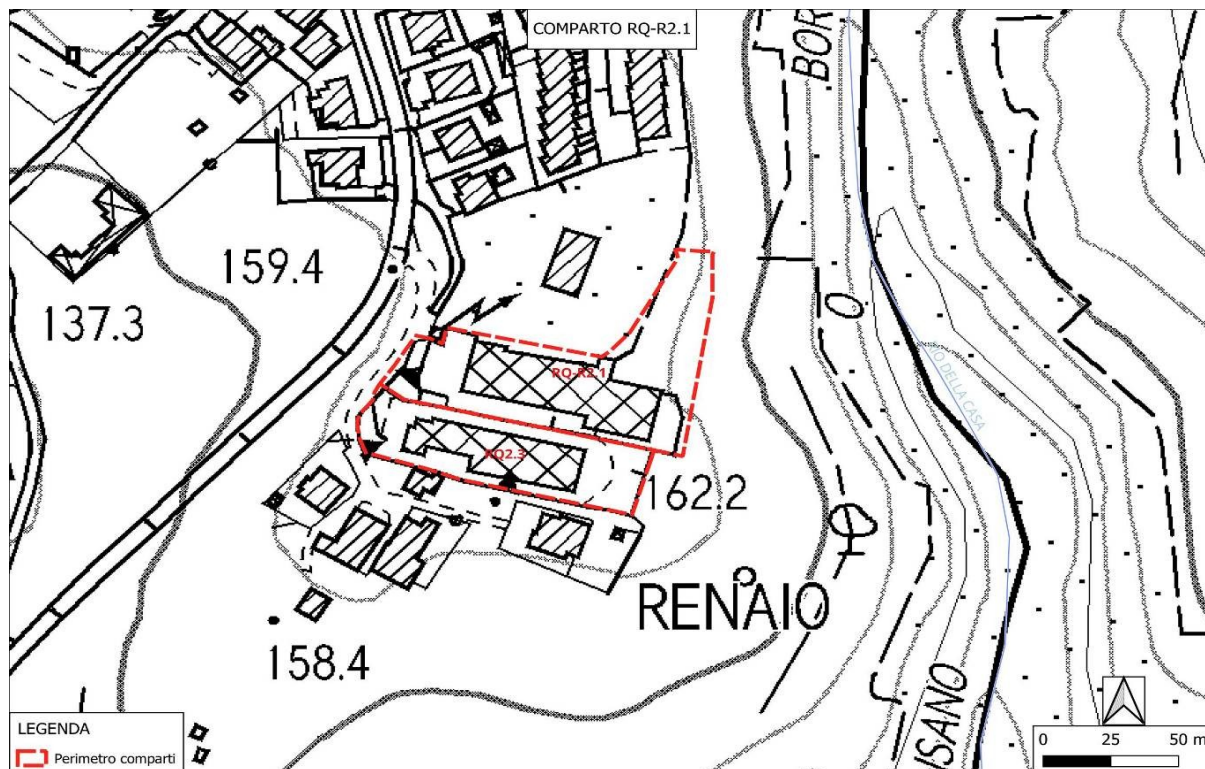 COMPARTO RQ-R2.1
BOR
O
159.4
137.3
RQ-R2.1
RQ2.3
162.2
RENAIO
158.4
ISANO
LEGENDA
Perimetro comparti
0 25 50 m